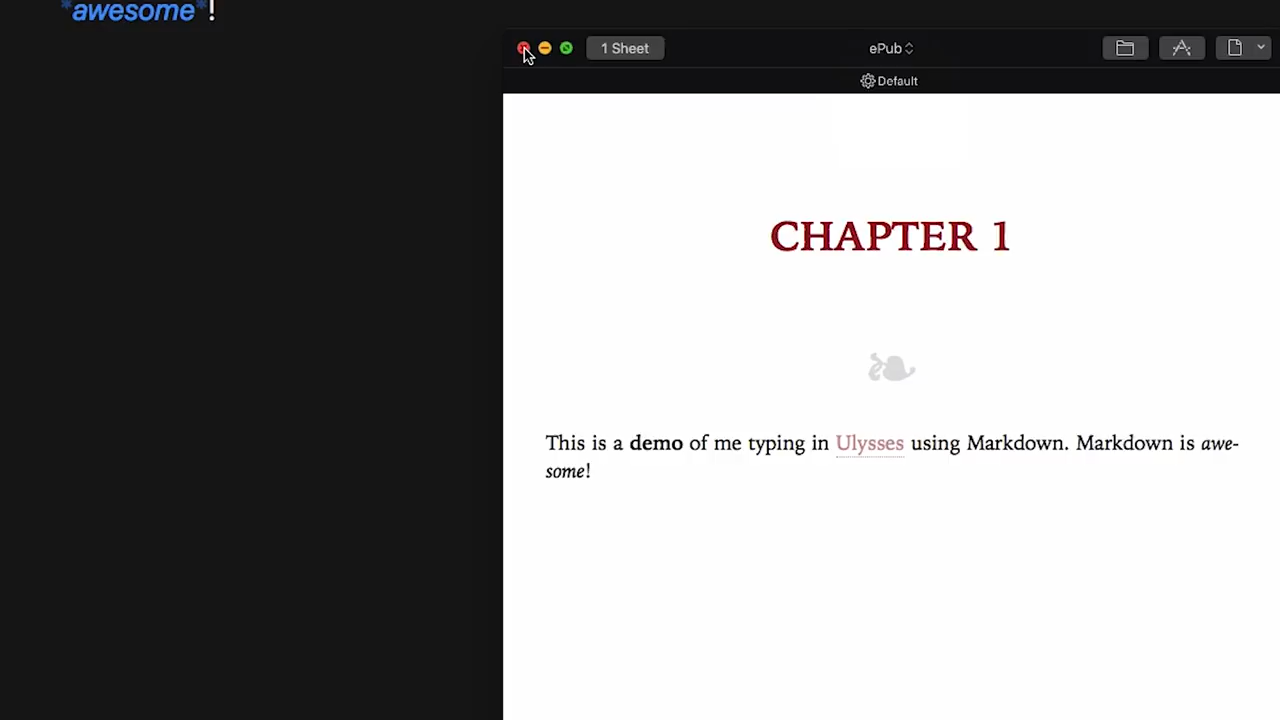 *awesome*!
1 Sheet
ePub
Default
CHAPTER 1
This is a demo of me typing in Ulysses using Markdown. Markdown is awe-
some!